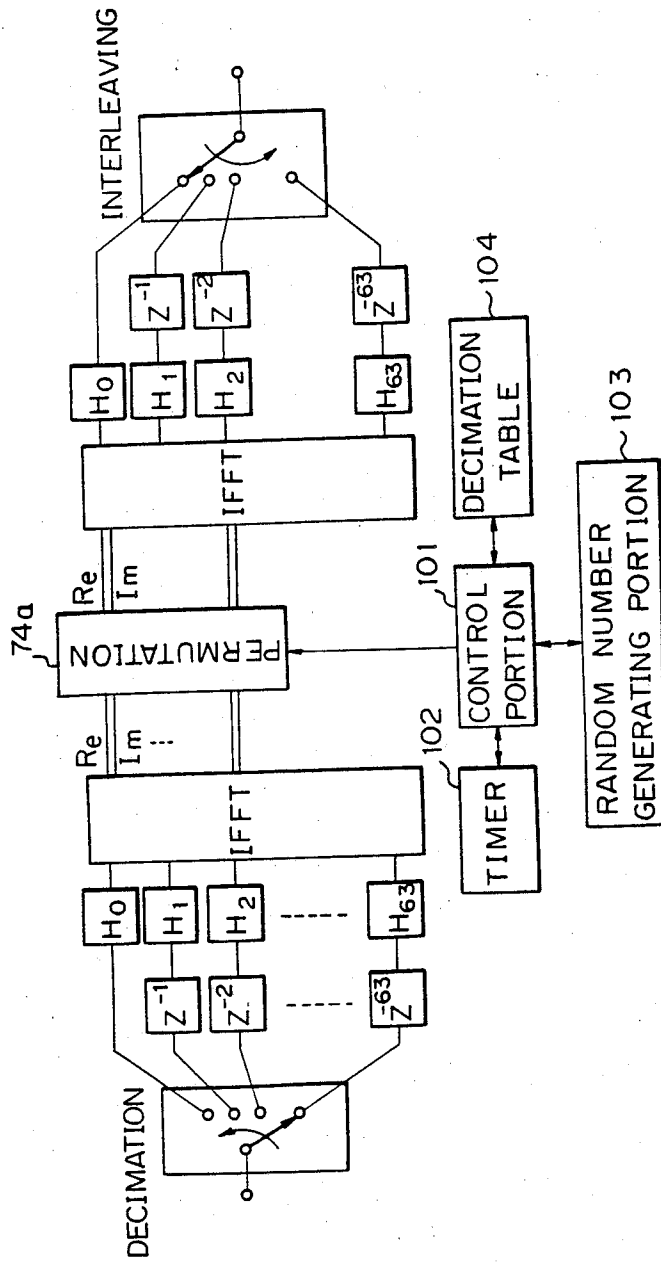 DECIMATION
Z⁻¹
Z⁻²
Z⁻⁶³
H₀
H₁
H₂
H₆₃
IFFT
Re
Im
74a
PERMUTATION
Re
Im
IFFT
H₀
H₁
H₂
H₆₃
Z⁻¹
Z⁻²
Z⁻⁶³
INTERLEAVING
102
TIMER
101
CONTROL
PORTION
104
DECIMATION
TABLE
103
RANDOM NUMBER
GENERATING PORTION